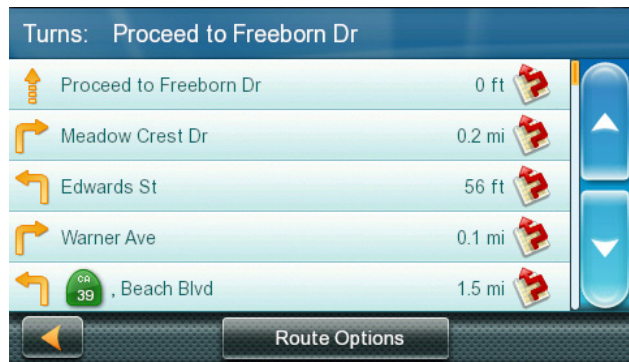 Turns: Proceed to Freeborn Dr
Proceed to Freeborn Dr 0 ft
Meadow Crest Dr 0.2 mi
Edwards St 56 ft
Warner Ave 0.1 mi
CA 39 , Beach Blvd 1.5 mi
Route Options